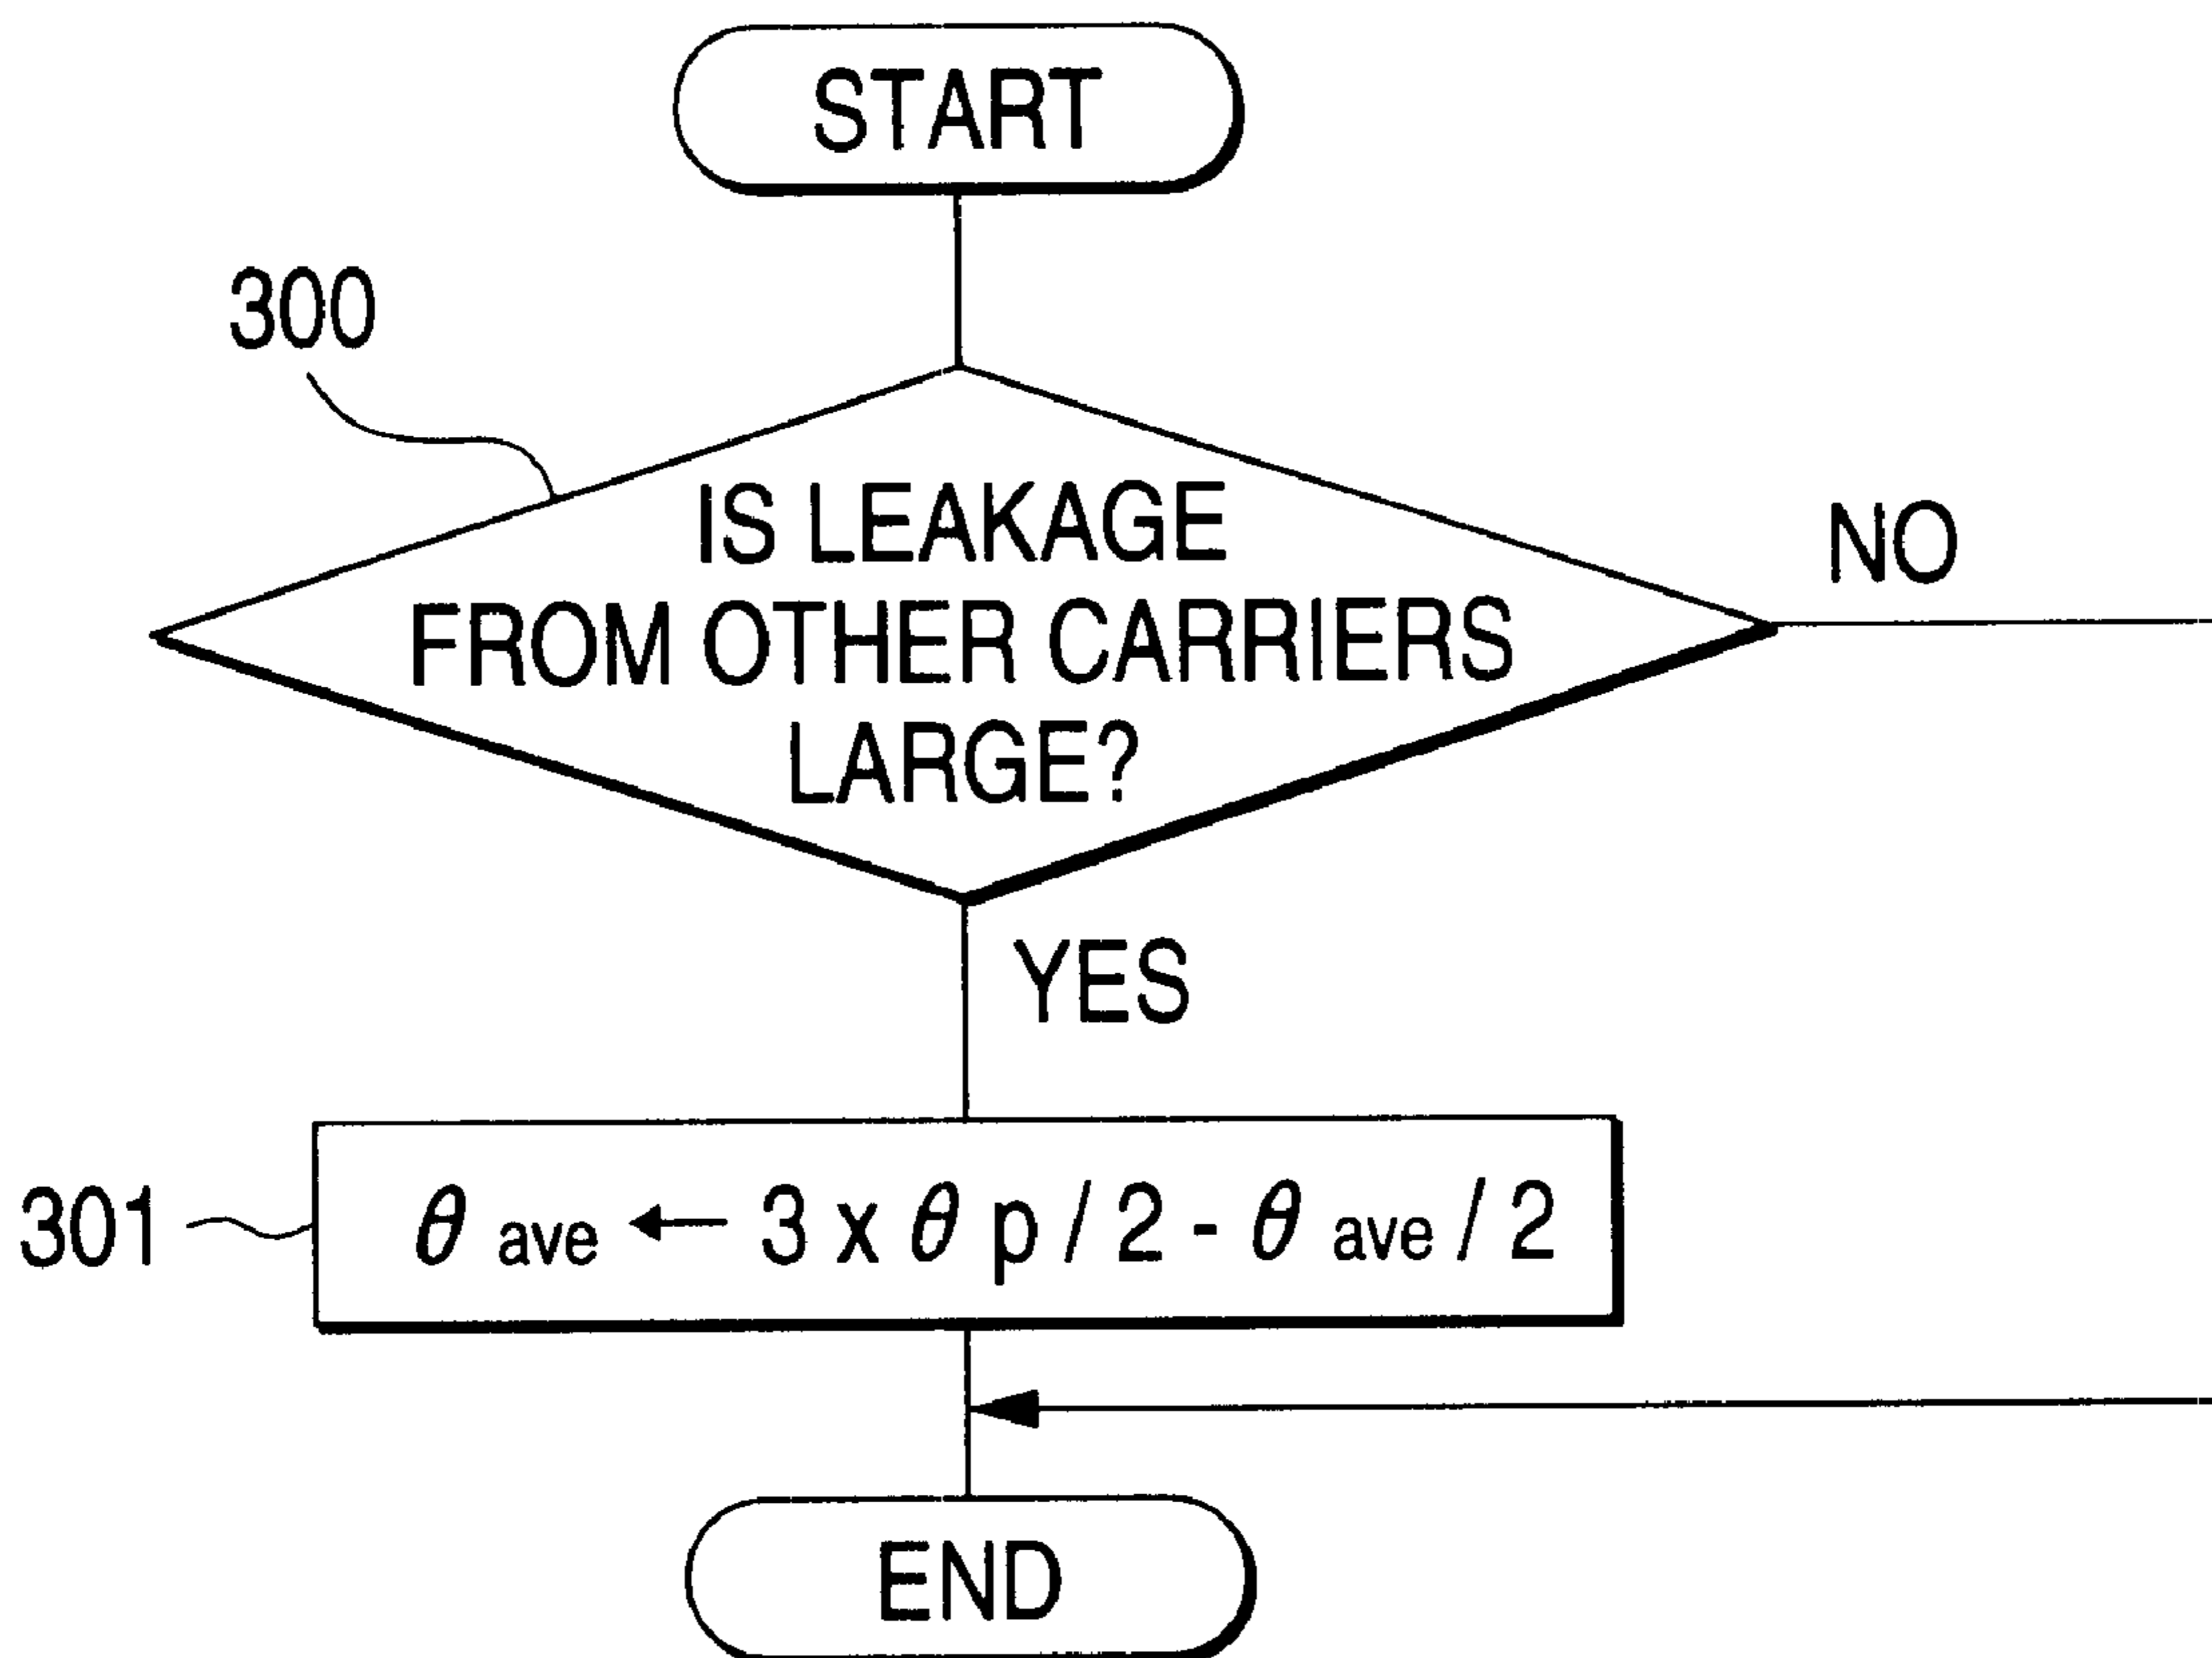 START
300
IS LEAKAGE
FROM OTHER CARRIERS
LARGE?
NO
YES
301
θ ave ← 3 x θ p / 2 - θ ave / 2
END